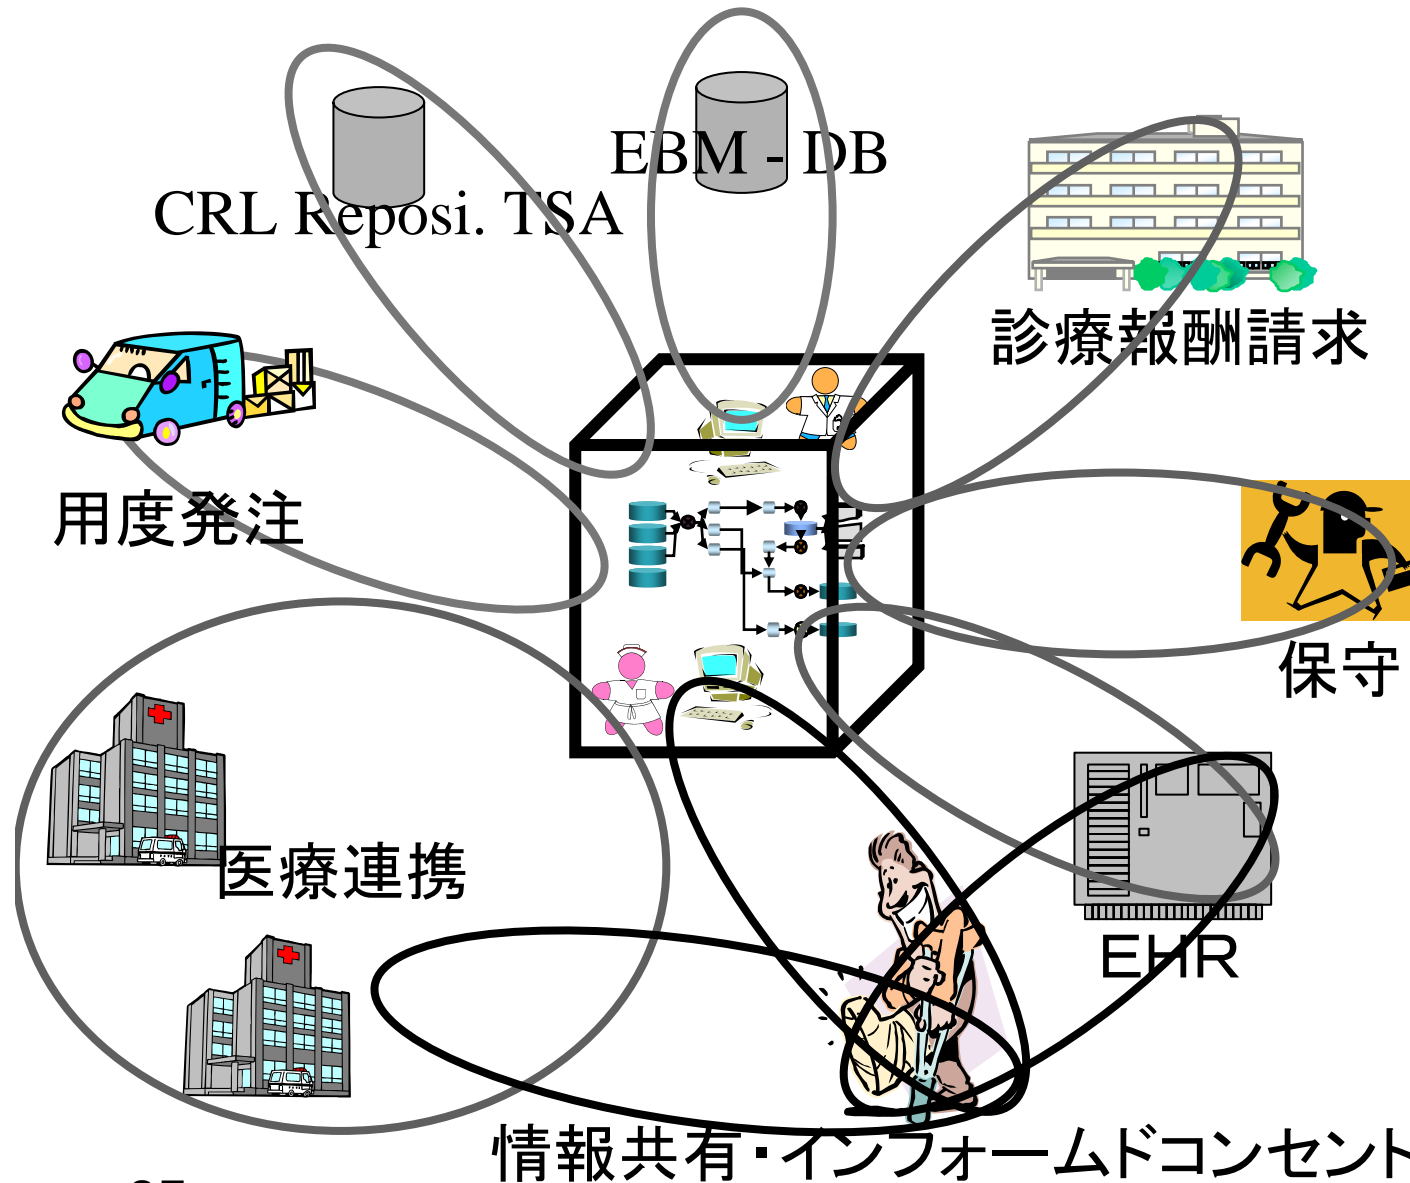 EBM - DB
CRL Reposi. TSA
診療報酬請求
用度発注
保守
医療連携
EHR
情報共有・インフォームドコンセント